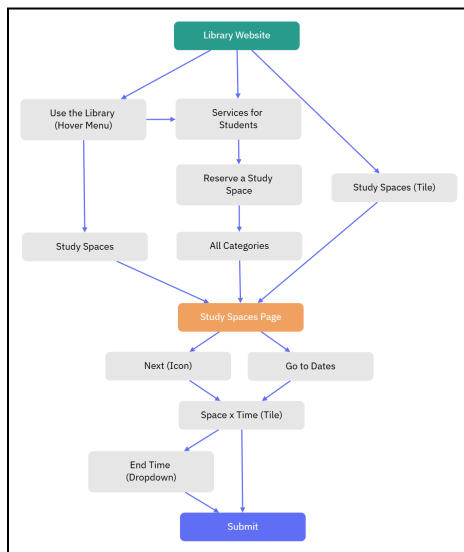 Library Website
Use the Library
(Hover Menu)
Services for
Students
Reserve a Study
Space
Study Spaces (Tile)
Study Spaces
All Categories
Study Spaces Page
Next (Icon)
Go to Dates
Space x Time (Tile)
End Time
(Dropdown)
Submit